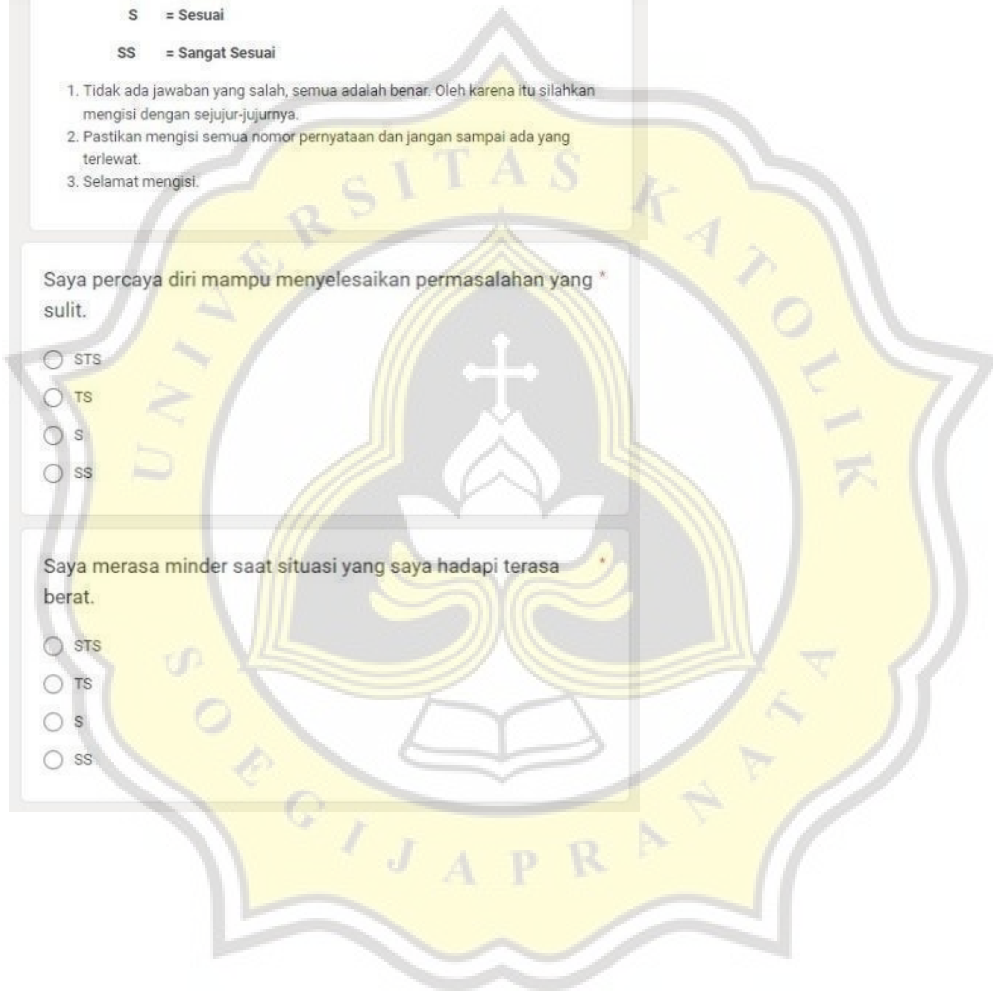 S = Sesuai
SS = Sangat Sesuai
1. Tidak ada jawaban yang salah, semua adalah benar. Oleh karena itu silahkan
mengisi dengan sejujur-jujurnya.
2. Pastikan mengisi semua nomor pernyataan dan jangan sampai ada yang
terlewat.
3. Selamat mengisi.
Saya percaya diri mampu menyelesaikan permasalahan yang *
sulit.
STS
TS
S
SS
Saya merasa minder saat situasi yang saya hadapi terasa *
berat.
STS
TS
S
SS
UNIVERSITAS KATOLIK
SOEGIJAPRANATA